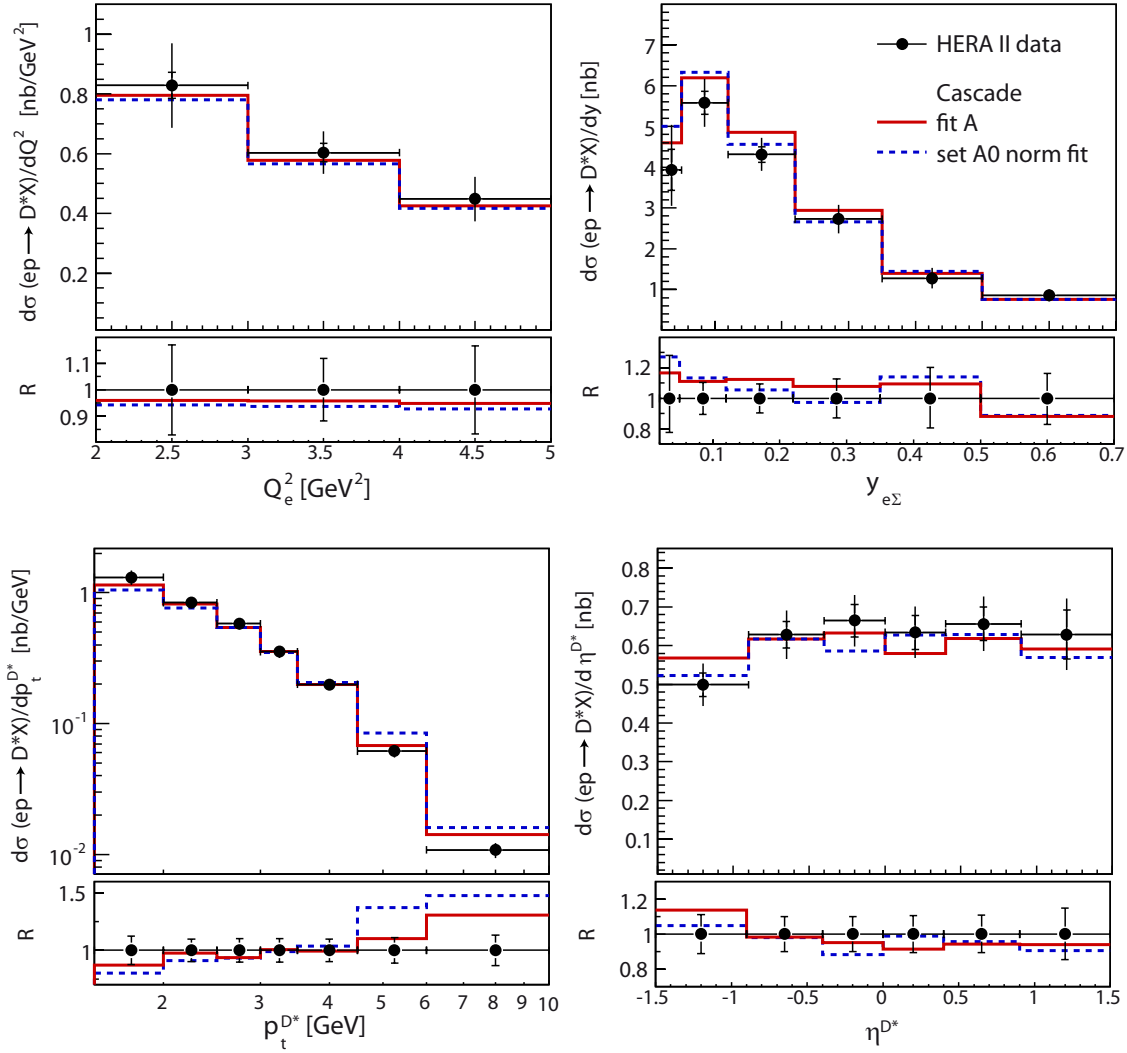 dσ (ep → D*X)/dQ² [nb/GeV²]
1
0.8
0.6
0.4
0.2
R
1.1
1
0.9
2 2.5 3 3.5 4 4.5 5
Q²ₑ [GeV²]
dσ (ep → D*X)/dy [nb]
7
6
5
4
3
2
1
HERA II data
Cascade
fit A
set A0 norm fit
R
1.2
1
0.8
0.1 0.2 0.3 0.4 0.5 0.6 0.7
y_eΣ
dσ (ep → D*X)/dp_t^D* [nb/GeV]
1
10⁻¹
10⁻²
R
1.5
1
2 3 4 5 6 7 8 9 10
p_t^D* [GeV]
dσ (ep → D*X)/d η^D* [nb]
0.8
0.7
0.6
0.5
0.4
0.3
0.2
0.1
R
1.2
1
0.8
-1.5 -1 -0.5 0 0.5 1 1.5
η^D*